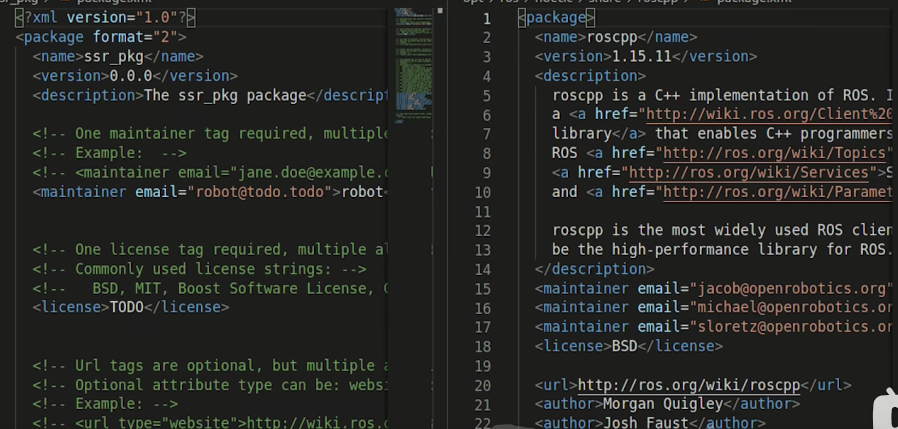 <?xml version="1.0"?>
<package format="2">
<name>ssr_pkg</name>
<version>0.0.0</version>
<description>The ssr_pkg package</descript
<!-- One maintainer tag required, multiple
<!-- Example:  -->
<!-- <maintainer email="jane.doe@example.
<maintainer email="robot@todo.todo">robot<
<!-- One license tag required, multiple al
<!-- Commonly used license strings: -->
<!--   BSD, MIT, Boost Software License,
<license>TODO</license>
<!-- Url tags are optional, but multiple a
<!-- Optional attribute type can be: websi
<!-- Example: -->
<!-- <url type="website">http://wiki.ros.
1 <package>
2 <name>roscpp</name>
3 <version>1.15.11</version>
4 <description>
5 roscpp is a C++ implementation of ROS. I
6 a <a href="http://wiki.ros.org/Client%20
7 library</a> that enables C++ programmers
8 ROS <a href="http://ros.org/wiki/Topics"
9 <a href="http://ros.org/wiki/Services">S
10 and <a href="http://ros.org/wiki/Paramet
11
12 roscpp is the most widely used ROS clien
13 be the high-performance library for ROS.
14 </description>
15 <maintainer email="jacob@openrobotics.org"
16 <maintainer email="michael@openrobotics.or
17 <maintainer email="sloretz@openrobotics.or
18 <license>BSD</license>
19
20 <url>http://ros.org/wiki/roscpp</url>
21 <author>Morgan Quigley</author>
22 <author>Josh Faust</author>